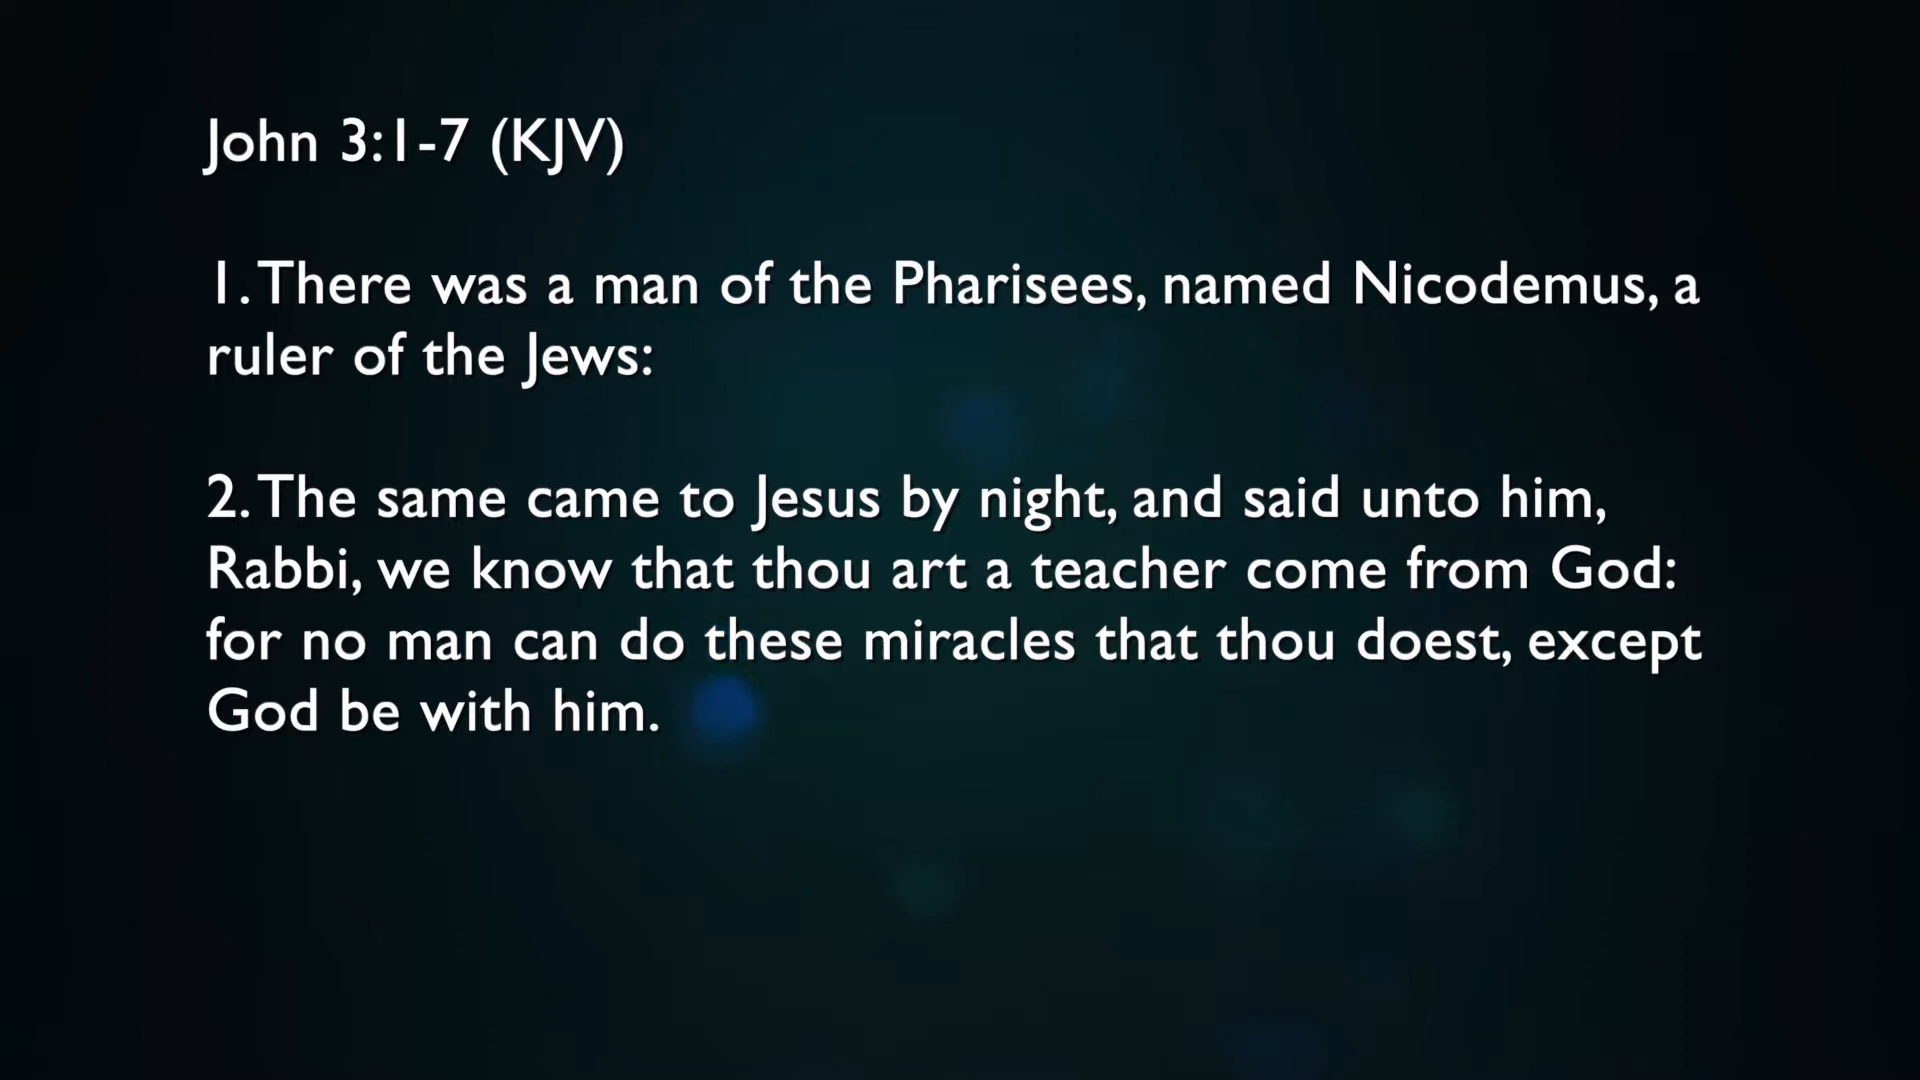 John 3:1-7 (KJV)
1. There was a man of the Pharisees, named Nicodemus, a
ruler of the Jews:
2. The same came to Jesus by night, and said unto him,
Rabbi, we know that thou art a teacher come from God:
for no man can do these miracles that thou doest, except
God be with him.